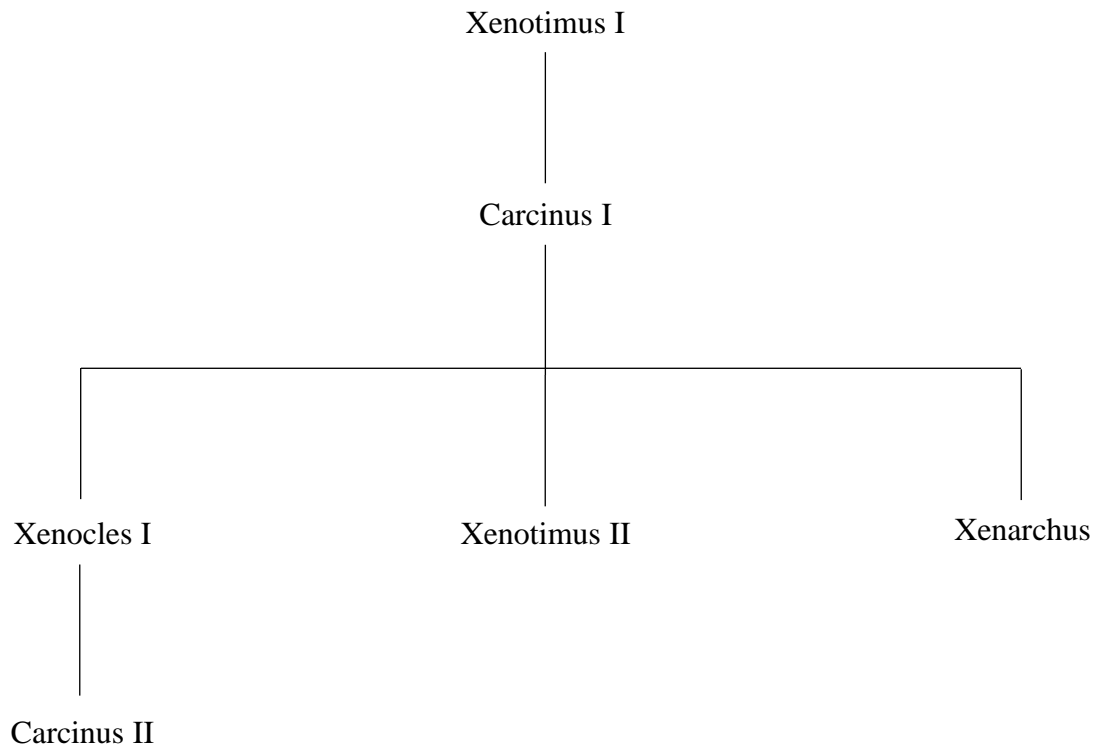 Xenotimus I
Carcinus I
Xenocles I
Xenotimus II
Xenarchus
Carcinus II